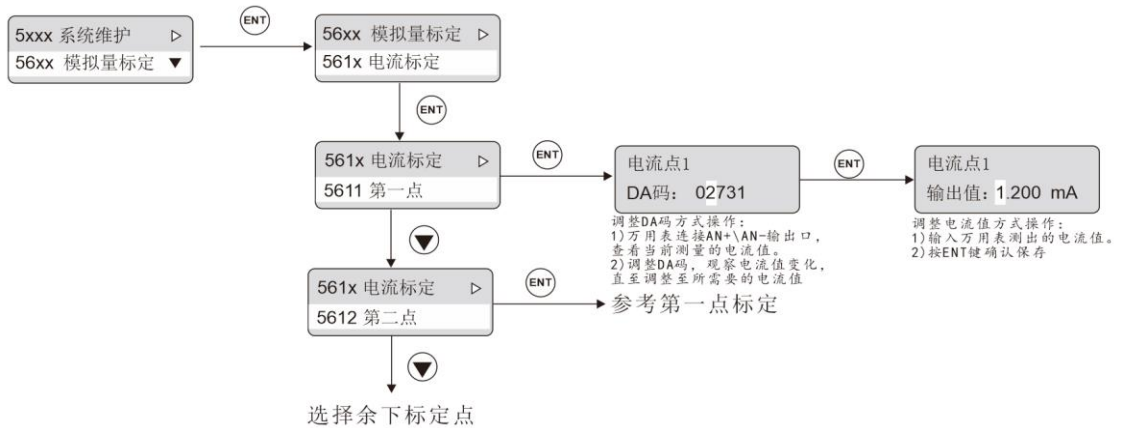 5xxx 系统维护 ▷
56xx 模拟量标定 ▼
ENT
56xx 模拟量标定 ▷
561x 电流标定
ENT
561x 电流标定 ▷
5611 第一点
ENT
电流点1
DA码： 02731
调整DA码方式操作：
1)万用表连接AN+\AN-输出口，
查看当前测量的电流值。
2)调整DA码，观察电流值变化，
直至调整至所需要的电流值
ENT
电流点1
输出值：1.200 mA
调整电流值方式操作：
1)输入万用表测出的电流值。
2)按ENT键确认保存
▼
561x 电流标定 ▷
5612 第二点
ENT
参考第一点标定
▼
选择余下标定点